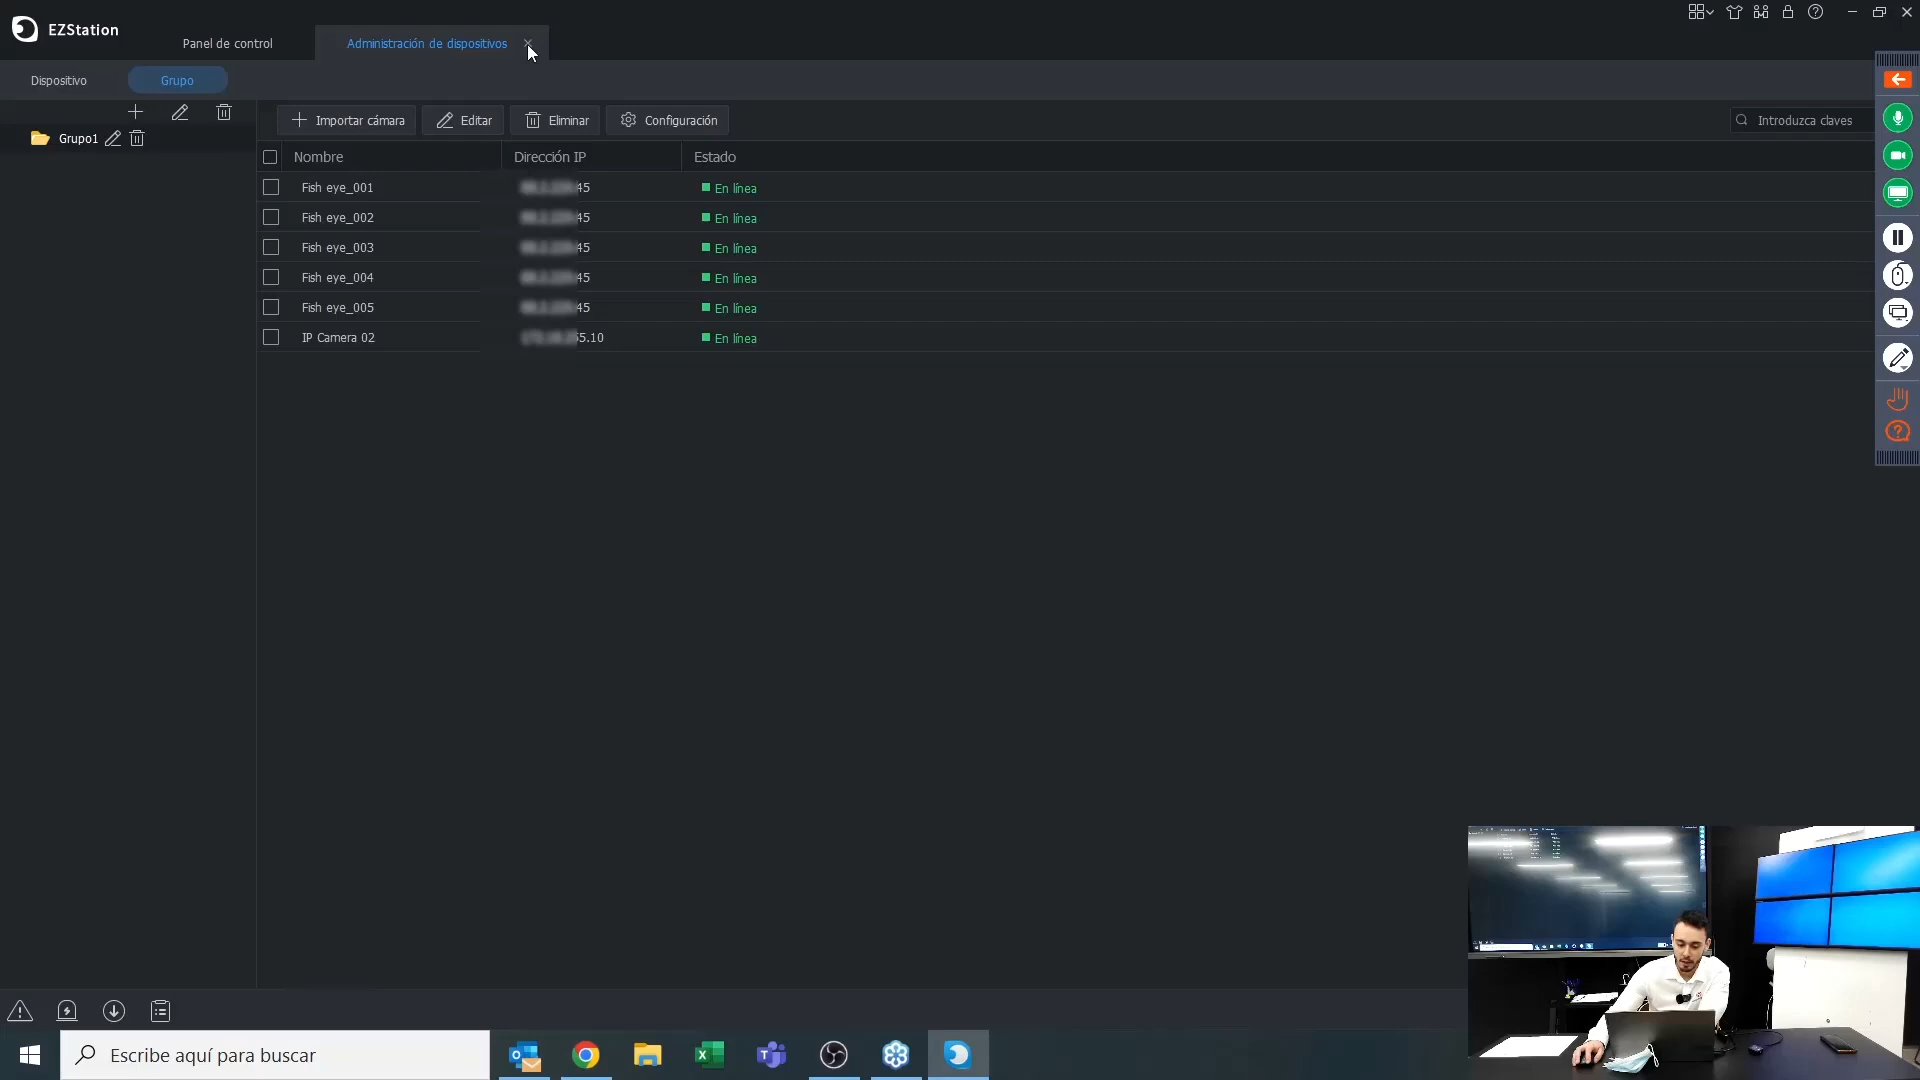 EZStation
Panel de control
Administración de dispositivos
Dispositivo
Grupo
Importar cámara
Editar
Eliminar
Configuración
Introduzca claves
Grupo1
Nombre
Dirección IP
Estado
Fish eye_001 45 En línea
Fish eye_002 45 En línea
Fish eye_003 45 En línea
Fish eye_004 45 En línea
Fish eye_005 45 En línea
IP Camera 02 5.10 En línea
Escribe aquí para buscar